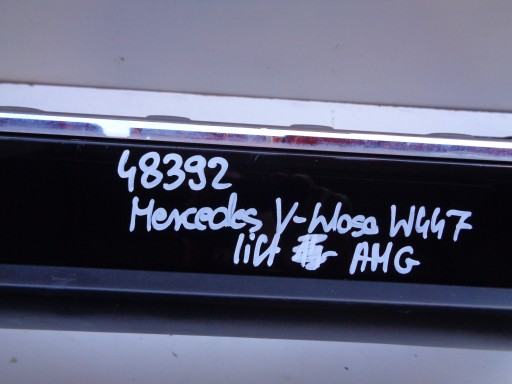 48392
Mercedes V-klasa W447
lift AMG